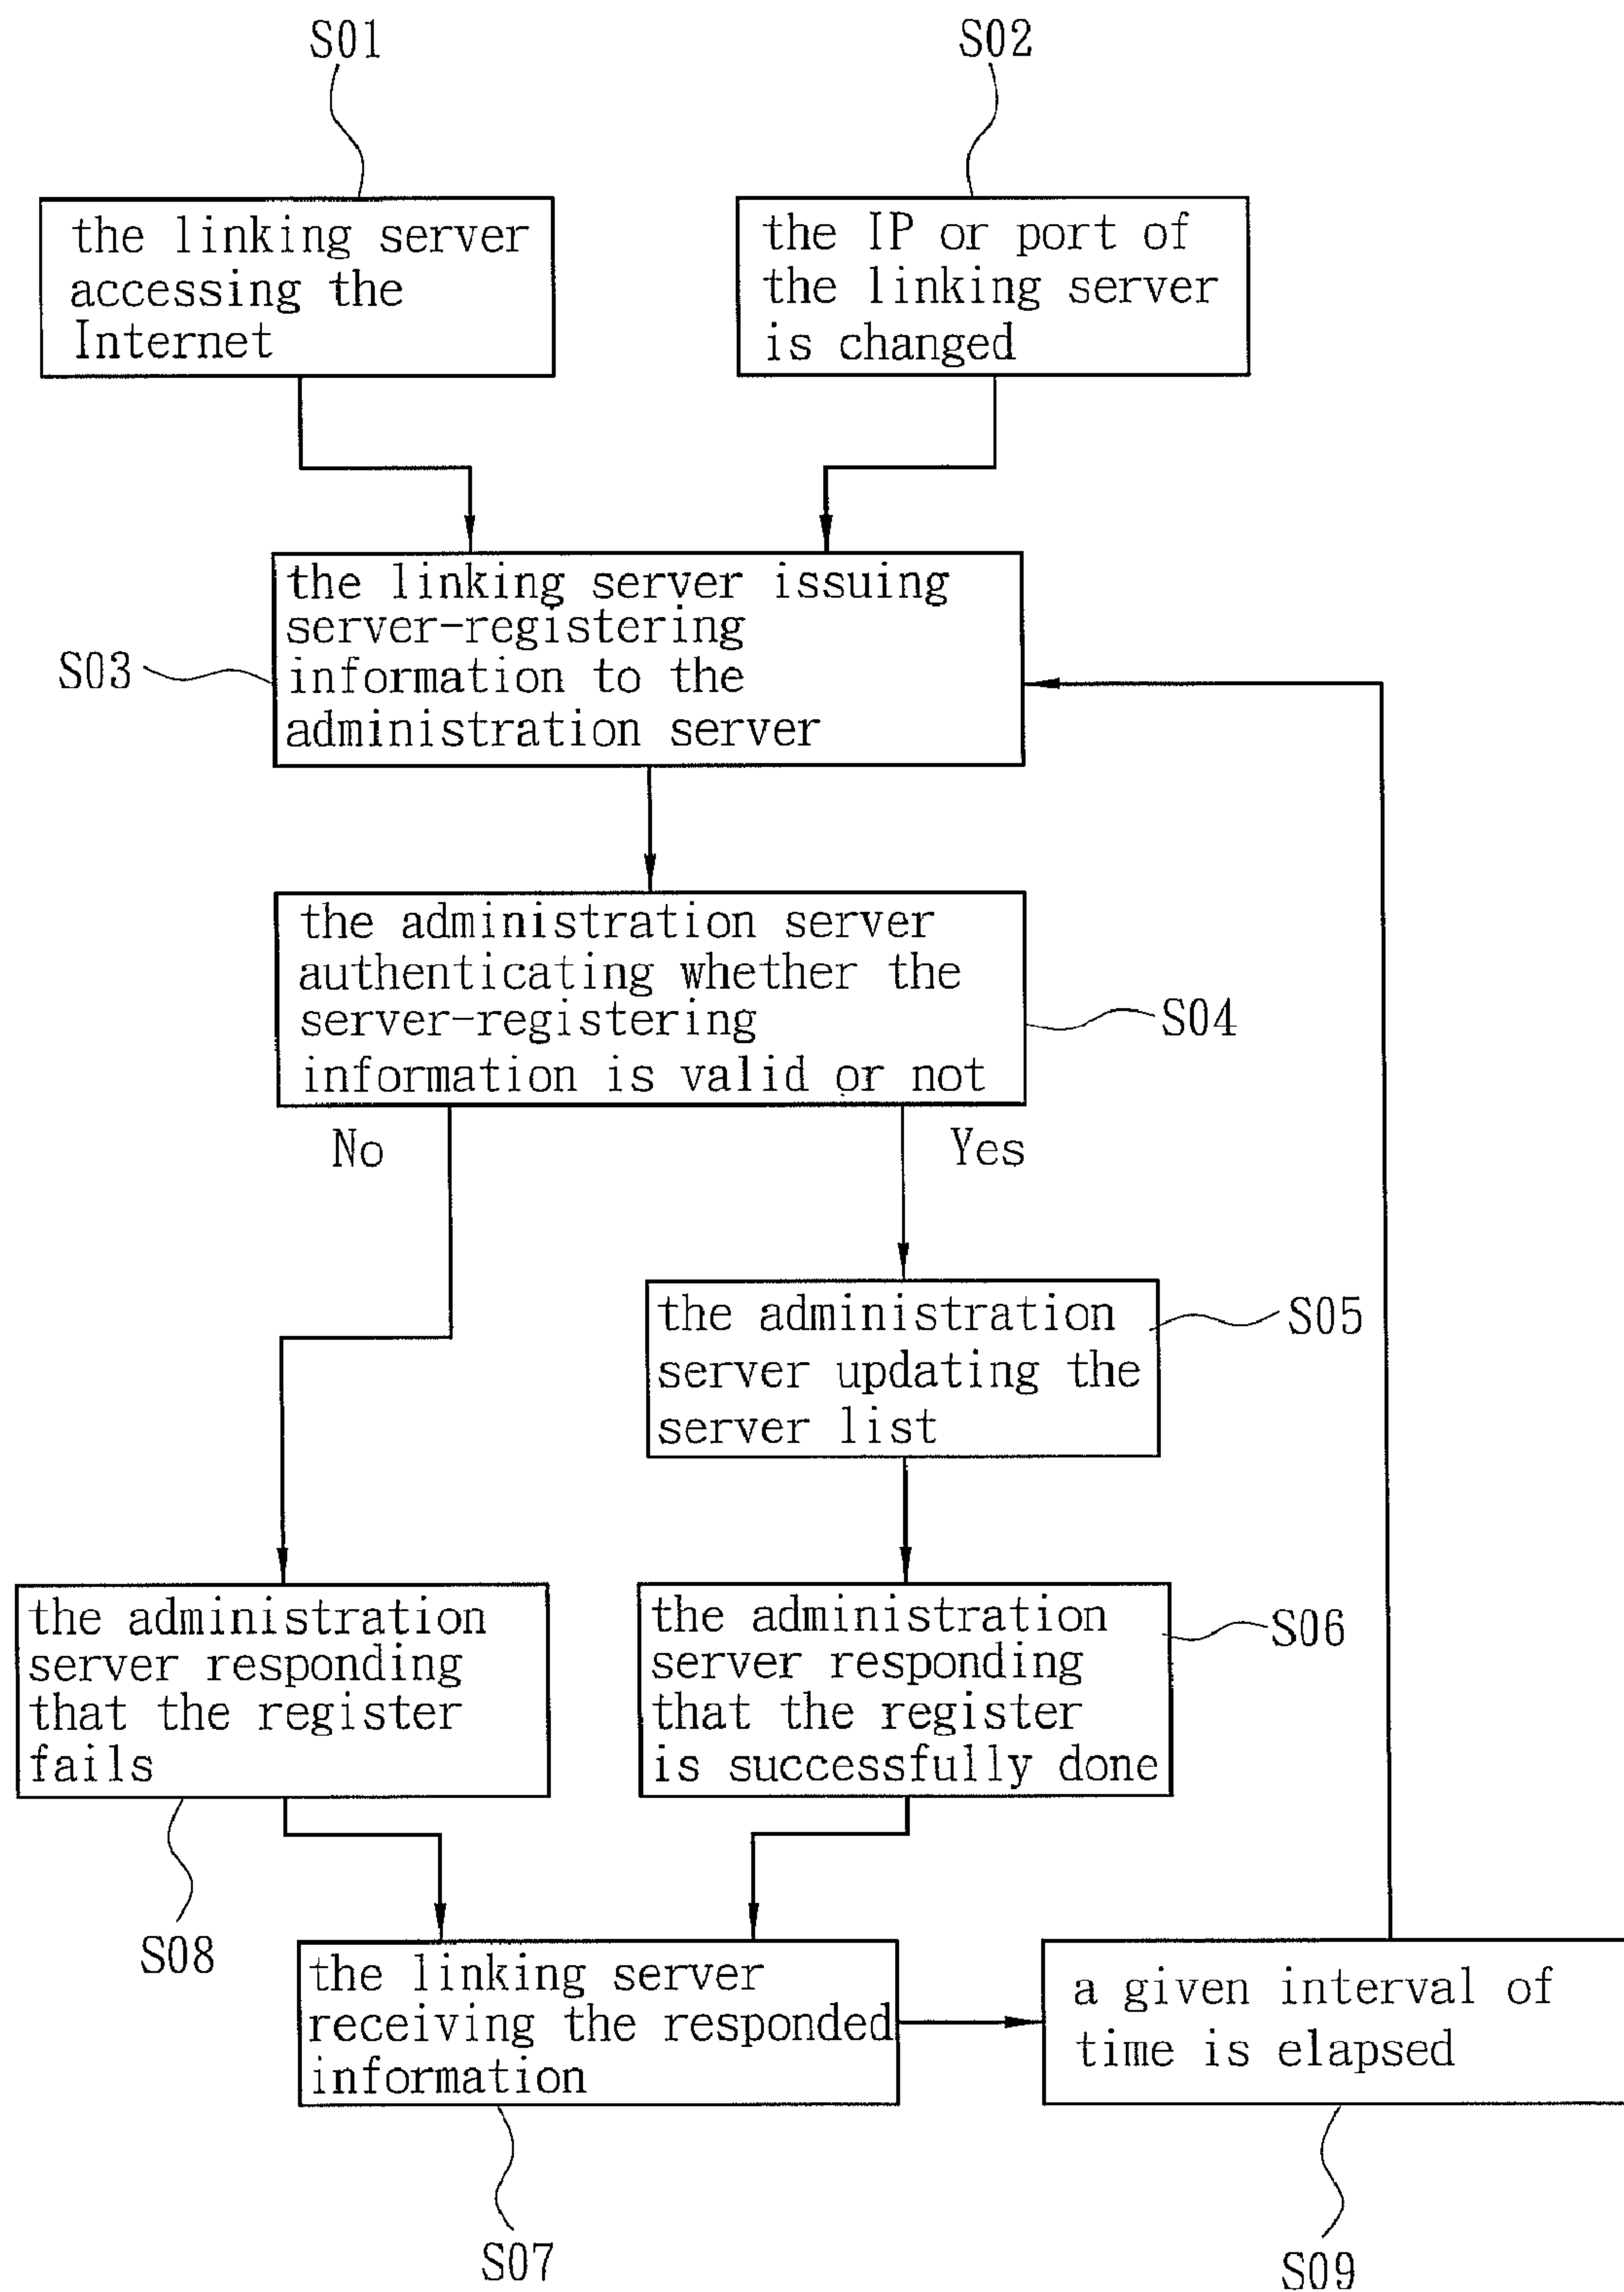 S01
S02
the linking server
accessing the
Internet
the IP or port of
the linking server
is changed
the linking server issuing
server-registering
information to the
administration server
S03
the administration server
authenticating whether the
server-registering
information is valid or not
S04
No
Yes
the administration
server updating the
server list
S05
the administration
server responding
that the register
fails
the administration
server responding
that the register
is successfully done
S06
S08
the linking server
receiving the responded
information
a given interval of
time is elapsed
S07
S09